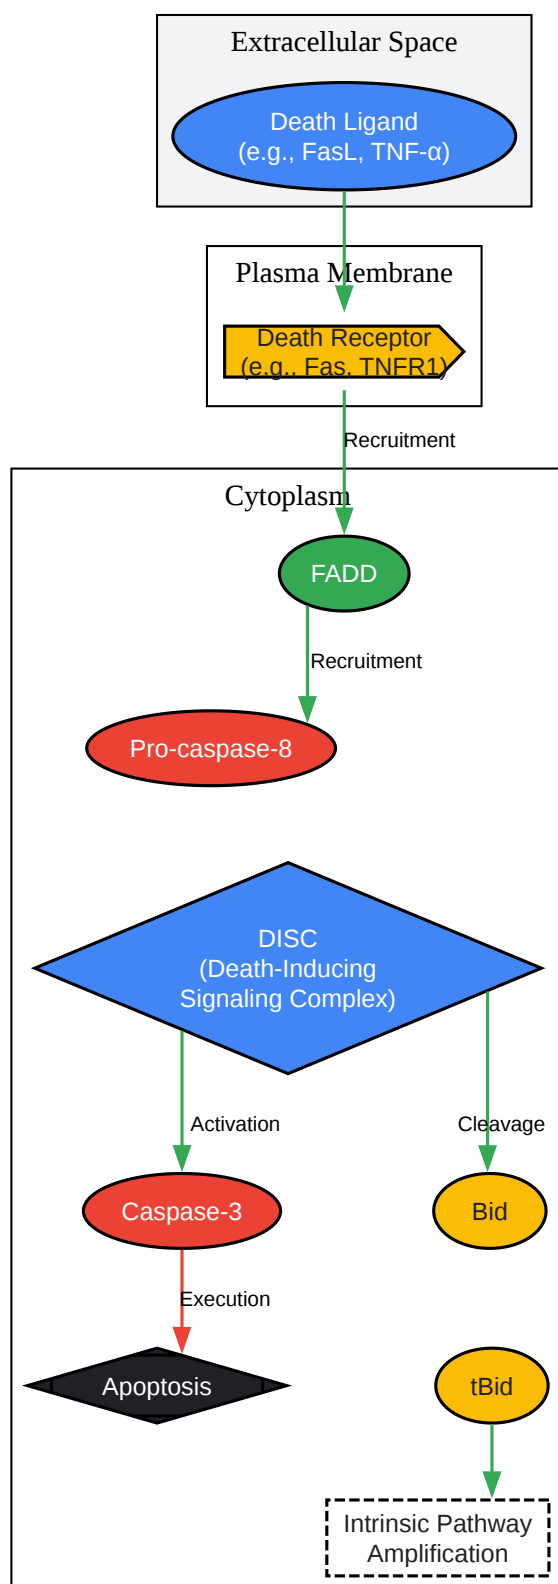 Extracellular Space
Death Ligand
(e.g., FasL, TNF-α)
Plasma Membrane
Death Receptor
(e.g., Fas, TNFR1)
Recruitment
Cytoplasm
FADD
Recruitment
Pro-caspase-8
DISC
(Death-Inducing
Signaling Complex)
Activation
Cleavage
Caspase-3
Bid
Execution
Apoptosis
tBid
Intrinsic Pathway
Amplification